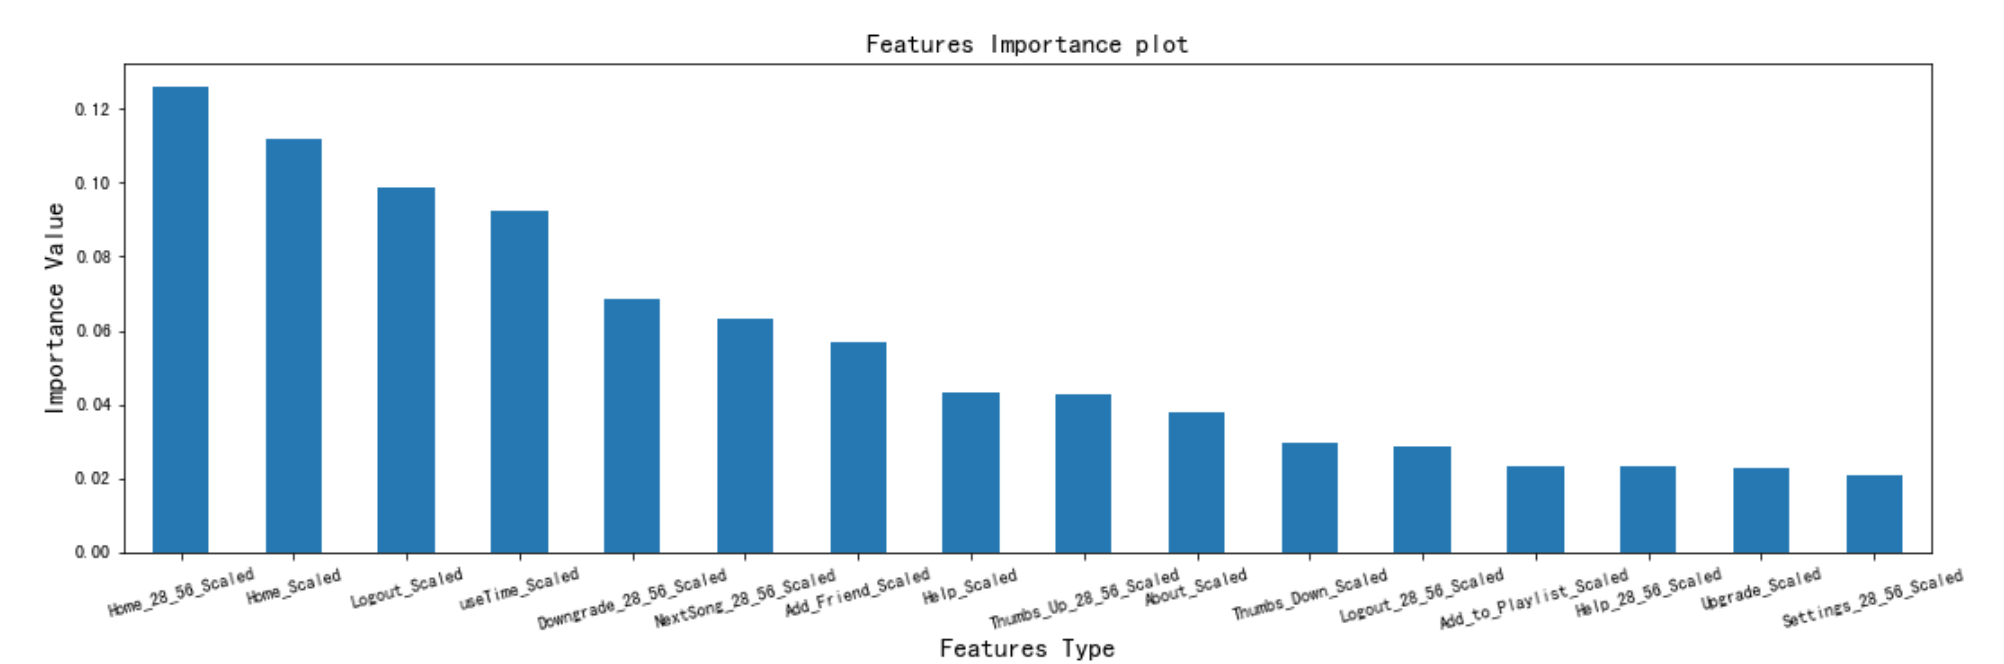 Features Importance plot
Importance Value
0.12
0.10
0.08
0.06
0.04
0.02
0.00
Home_28_56_Scaled
Home_Scaled
Logout_Scaled
useTime_Scaled
Downgrade_28_56_Scaled
NextSong_28_56_Scaled
Add_Friend_Scaled
Help_Scaled
Thumbs_Up_28_56_Scaled
About_Scaled
Thumbs_Down_Scaled
Logout_28_56_Scaled
Add_to_Playlist_Scaled
Help_28_56_Scaled
Upgrade_Scaled
Settings_28_56_Scaled
Features Type